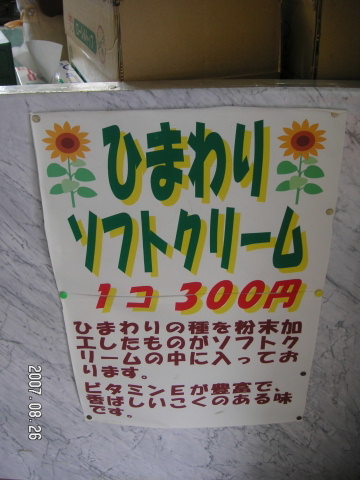 ひまわり
ソフトクリーム
1コ 300円
ひまわりの種を粉末加
工したものがソフトク
リームの中に入ってお
ります。
ビタミンEが豊富で、
香ばしいこくのある味
です。
2007.08.26